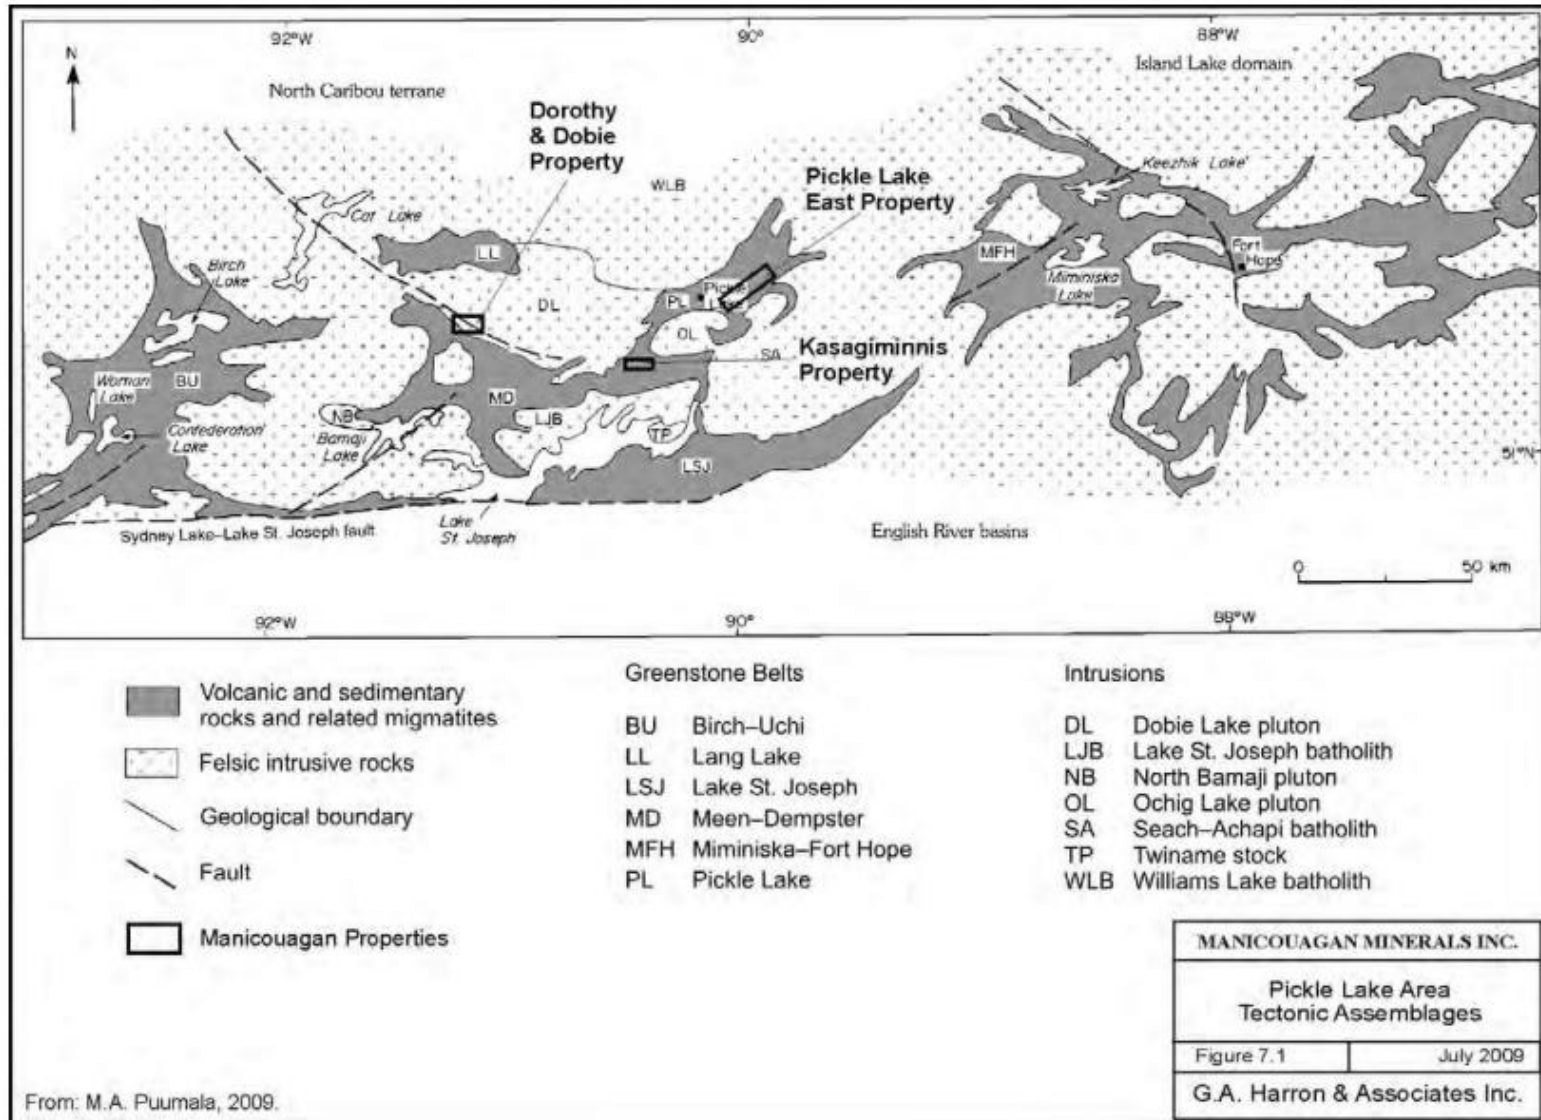 92°W
90°
88°W
N
Island Lake domain
North Caribou terrane
Dorothy
& Dobie
Property
WLB
Keezhik Lake
Pickle Lake
East Property
Cat Lake
LL
MFH
Fort
Hope
Birch
Lake
Miminiska
Lake
DL
PL
Pickle
OL
Kasagiminnis
Property
SA
Woman
Lake
BU
MD
NB
LJB
Bamaji
Lake
TP
Confederation
Lake
LSJ
51°N
Lake
St. Joseph
Sydney Lake–Lake St. Joseph fault
English River basins
0 50 km
92°W
90°
88°W
Volcanic and sedimentary
rocks and related migmatites
Felsic intrusive rocks
Geological boundary
Fault
Manicouagan Properties
Greenstone Belts
BU Birch–Uchi
LL Lang Lake
LSJ Lake St. Joseph
MD Meen–Dempster
MFH Miminiska–Fort Hope
PL Pickle Lake
Intrusions
DL Dobie Lake pluton
LJB Lake St. Joseph batholith
NB North Bamaji pluton
OL Ochig Lake pluton
SA Seach–Achapi batholith
TP Twiname stock
WLB Williams Lake batholith
MANICOUAGAN MINERALS INC.
Pickle Lake Area
Tectonic Assemblages
Figure 7.1 July 2009
G.A. Harron & Associates Inc.
From: M.A. Puumala, 2009.